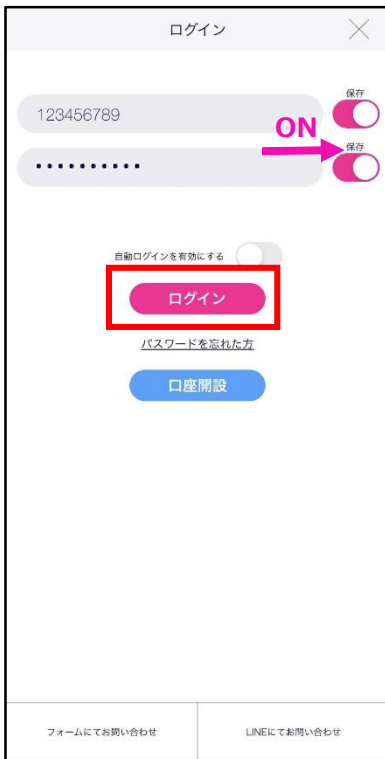 ログイン
保存
123456789
ON
保存
••••••••••
自動ログインを有効にする
ログイン
パスワードを忘れた方
口座開設
フォームにてお問い合わせ
LINEにてお問い合わせ